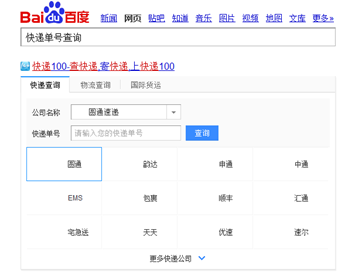 Bai du 百度 新闻 网页 贴吧 知道 音乐 图片 视频 地图 文库 更多»
快递单号查询
快递100-查快递,寄快递,上快递100
快递查询 物流查询 国际货运
公司名称 圆通速递
快递单号 请输入您的快递单号 查询
圆通 韵达 申通 中通
EMS 包裹 顺丰 汇通
宅急送 天天 优速 速尔
更多快递公司